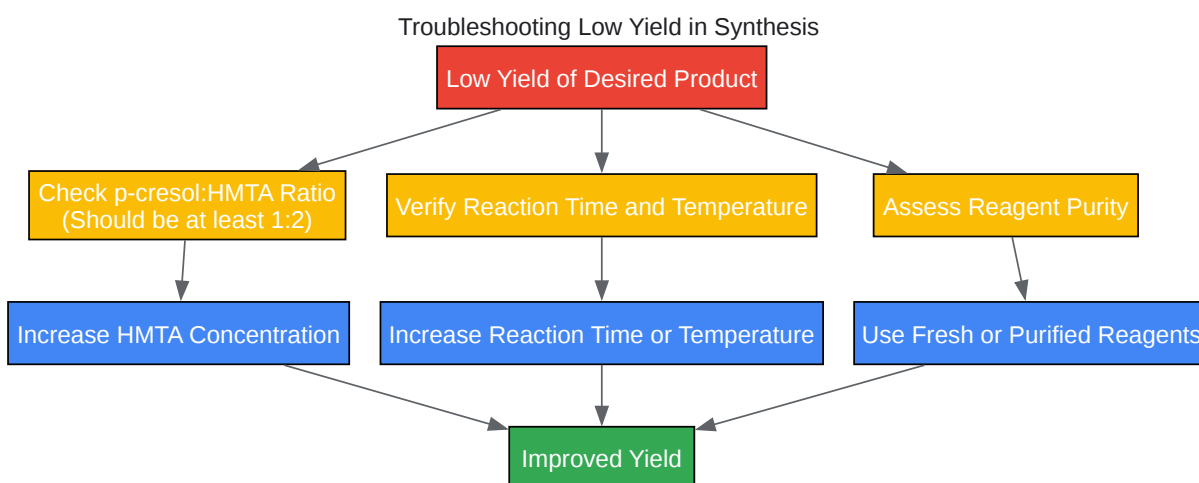 Troubleshooting Low Yield in Synthesis
Low Yield of Desired Product
Check p-cresol:HMTA Ratio
(Should be at least 1:2)
Verify Reaction Time and Temperature
Assess Reagent Purity
Increase HMTA Concentration
Increase Reaction Time or Temperature
Use Fresh or Purified Reagents
Improved Yield